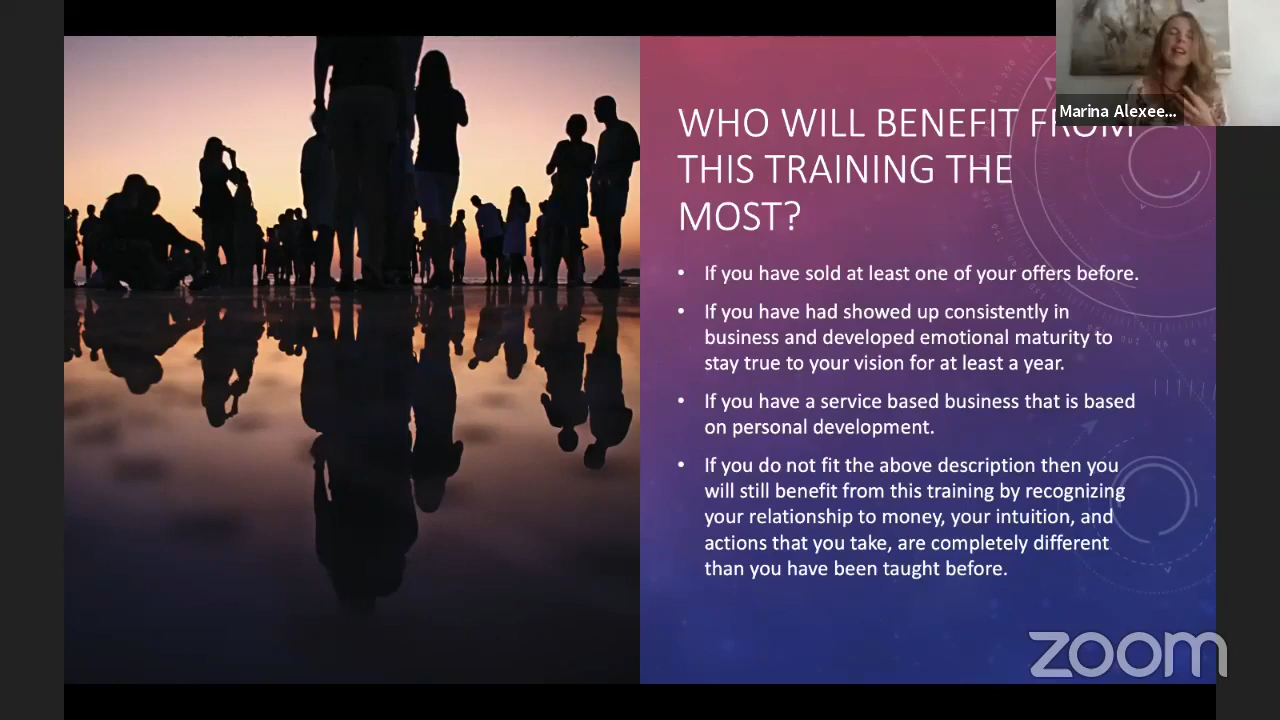 Marina Alexee...
WHO WILL BENEFIT FROM
THIS TRAINING THE
MOST?
• If you have sold at least one of your offers before.
• If you have had showed up consistently in
business and developed emotional maturity to
stay true to your vision for at least a year.
• If you have a service based business that is based
on personal development.
• If you do not fit the above description then you
will still benefit from this training by recognizing
your relationship to money, your intuition, and
actions that you take, are completely different
than you have been taught before.
zoom